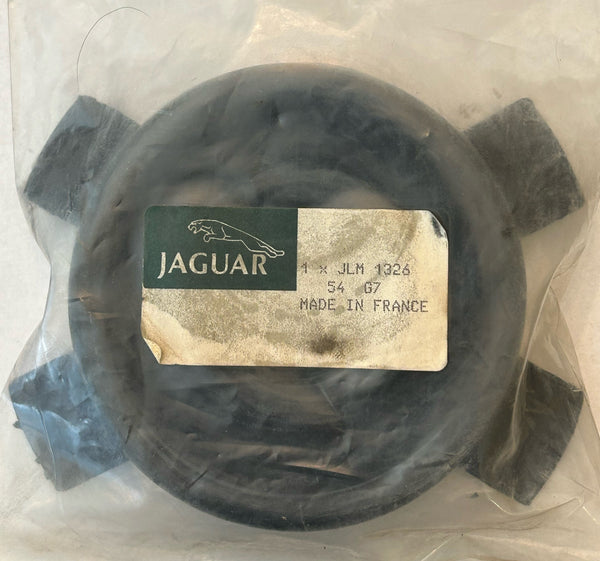 JAGUAR
1 x JLM 1326
54 G7
MADE IN FRANCE